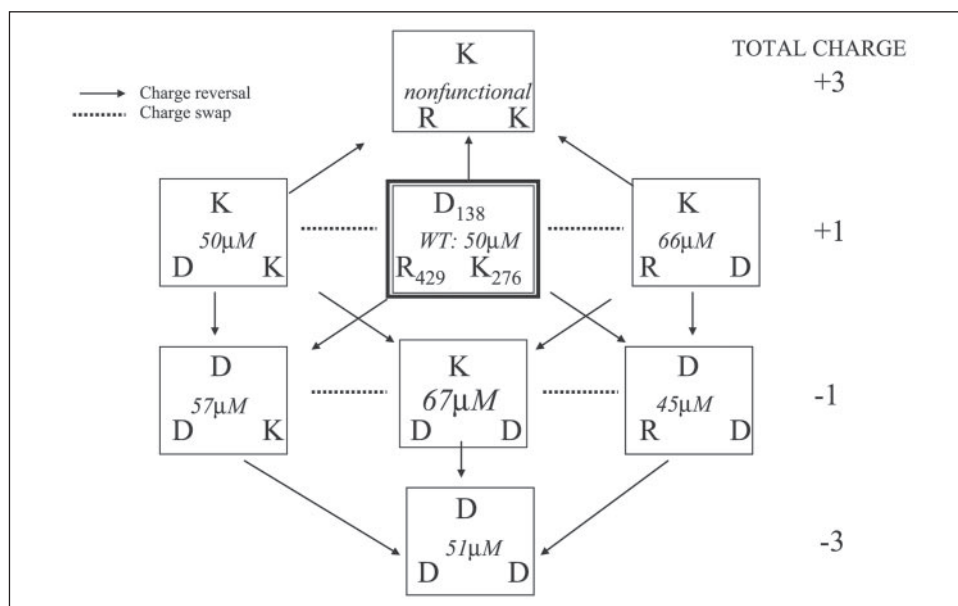 TOTAL CHARGE
Charge reversal
Charge swap
K
nonfunctional
R K
+3
K
50µM
D K
D138
WT: 50µM
R429 K276
K
66µM
R D
+1
D
57µM
D K
K
67µM
D D
D
45µM
R D
-1
D
51µM
D D
-3